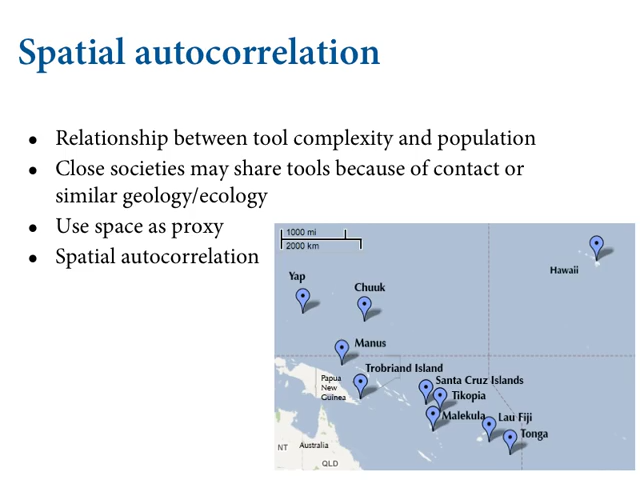 Spatial autocorrelation
• Relationship between tool complexity and population
• Close societies may share tools because of contact or
similar geology/ecology
• Use space as proxy
• Spatial autocorrelation
1000 mi
2000 km
Hawaii
Yap
Chuuk
Manus
Trobriand Island
Papua
New
Guinea
Santa Cruz Islands
Tikopia
Malekula
Lau Fiji
Tonga
NT
Australia
QLD